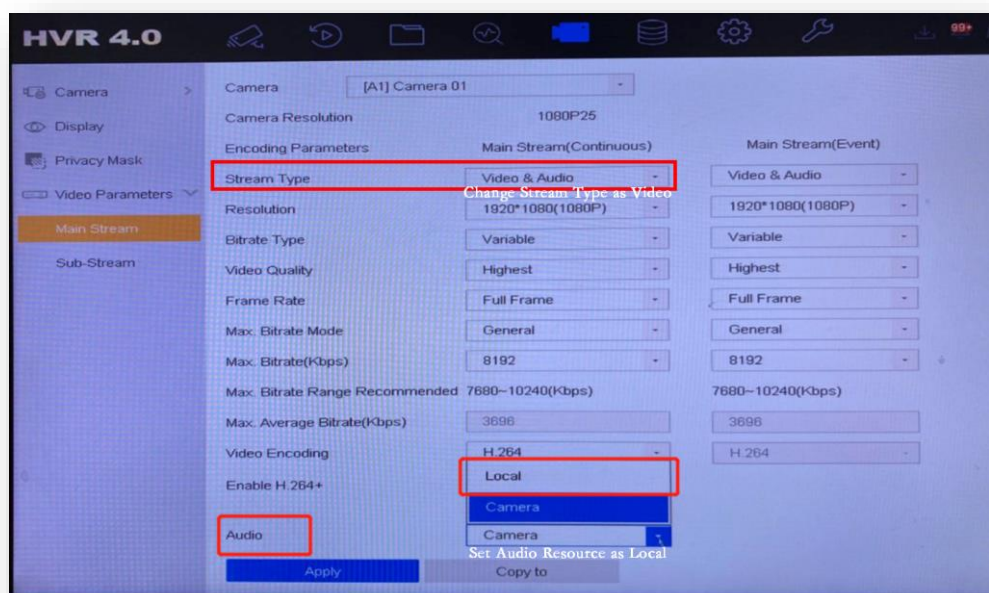 HVR 4.0
99+
Camera
Display
Privacy Mask
Video Parameters
Main Stream
Sub-Stream
Camera [A1] Camera 01
Camera Resolution 1080P25
Encoding Parameters Main Stream(Continuous) Main Stream(Event)
Stream Type Video & Audio Video & Audio
Change Stream Type as Video
Resolution 1920*1080(1080P) 1920*1080(1080P)
Bitrate Type Variable Variable
Video Quality Highest Highest
Frame Rate Full Frame Full Frame
Max. Bitrate Mode General General
Max. Bitrate(Kbps) 8192 8192
Max. Bitrate Range Recommended 7680~10240(Kbps) 7680~10240(Kbps)
Max. Average Bitrate(Kbps) 3696 3696
Video Encoding H.264 H.264
Local
Enable H.264+
Camera
Audio Camera
Set Audio Resource as Local
Apply Copy to